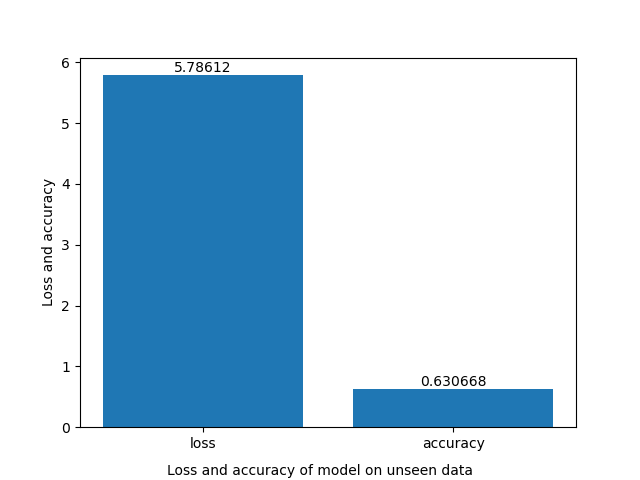 6
5.78612
5
4
3
2
1
0.630668
0
loss
accuracy
Loss and accuracy
Loss and accuracy of model on unseen data